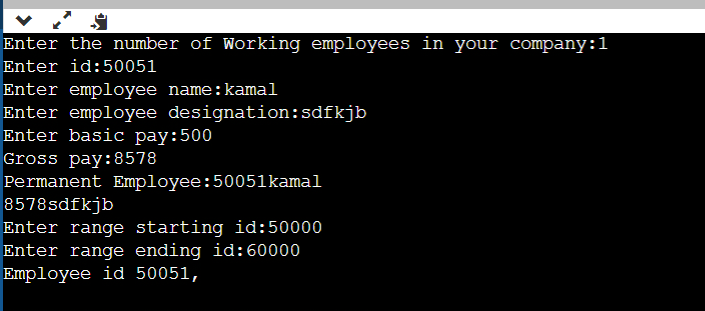 Enter the number of Working employees in your company:1
Enter id:50051
Enter employee name:kamal
Enter employee designation:sdfkjb
Enter basic pay:500
Gross pay:8578
Permanent Employee:50051kamal
8578sdfkjb
Enter range starting id:50000
Enter range ending id:60000
Employee id 50051,